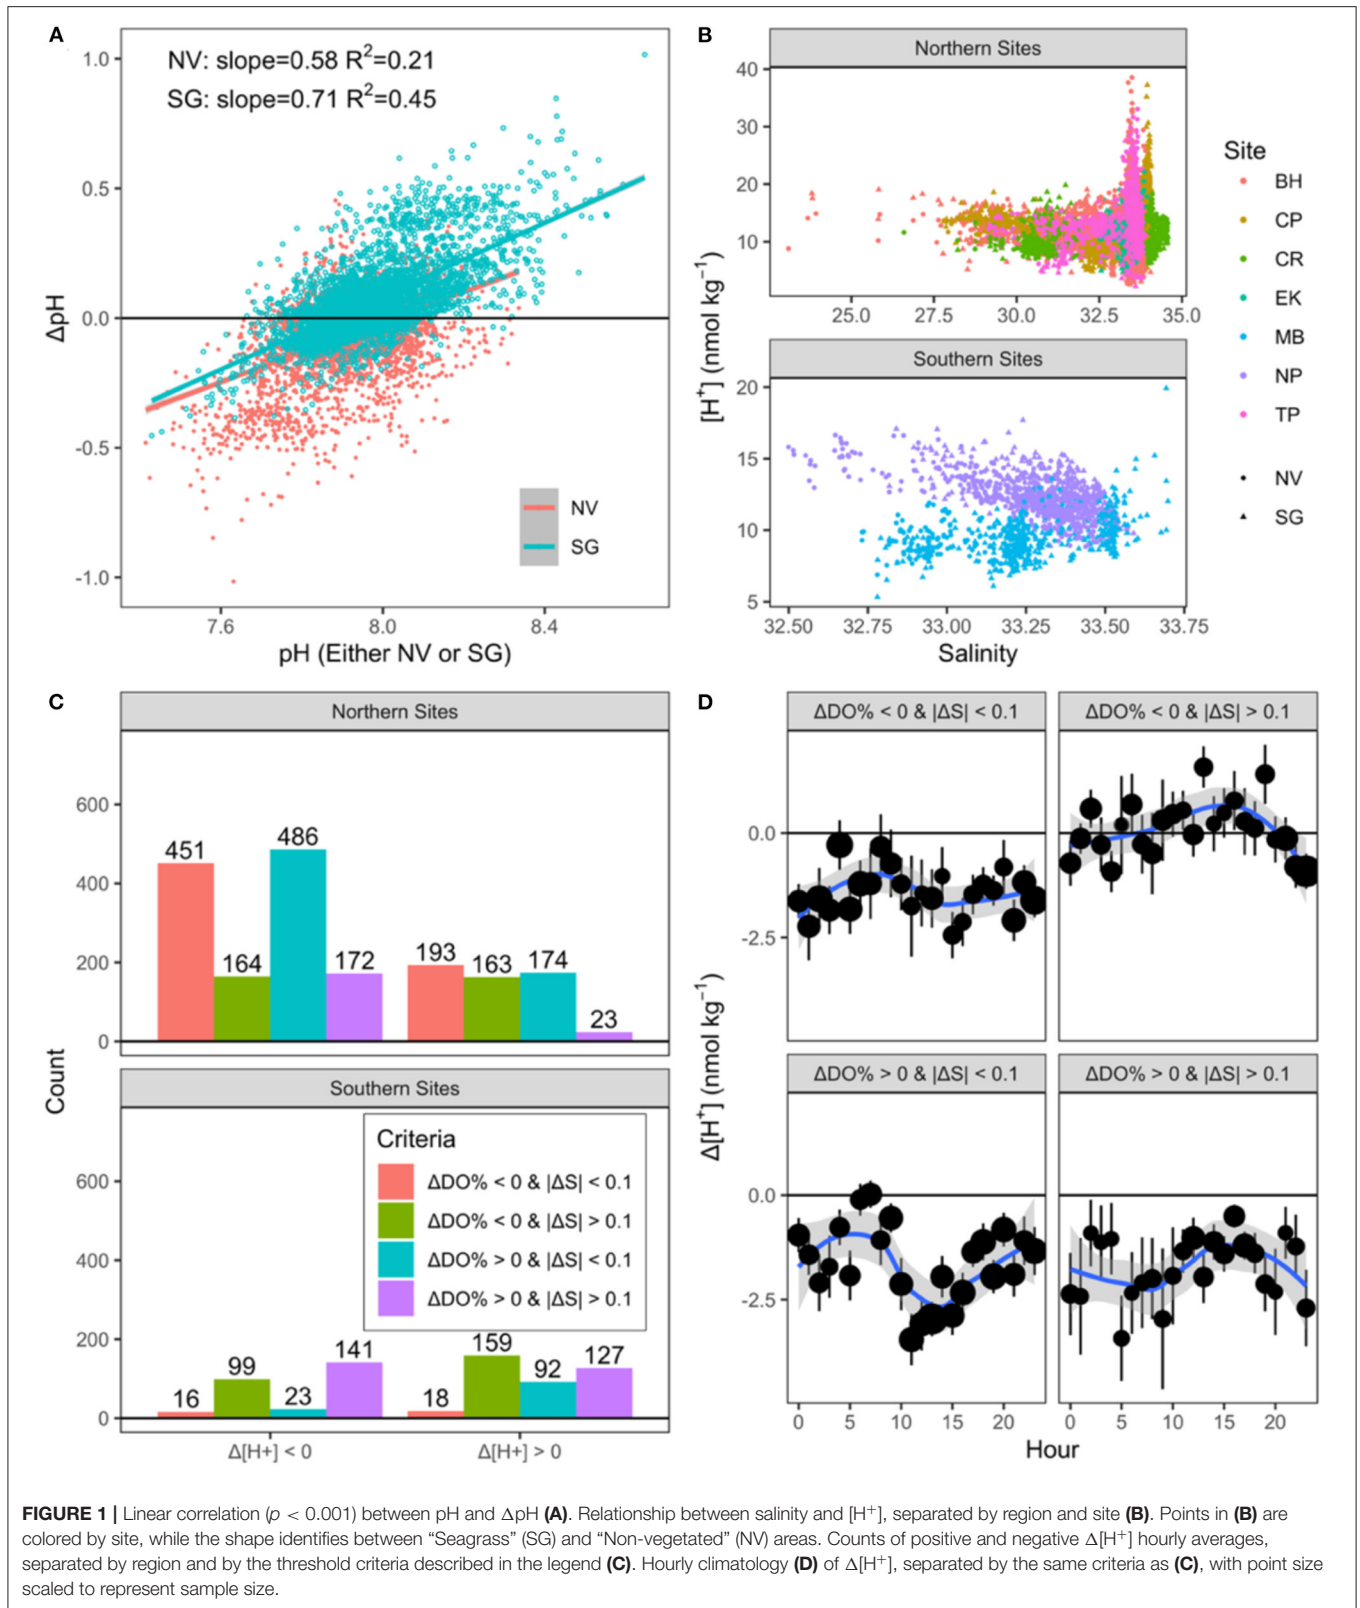 A
NV: slope=0.58 R²=0.21
SG: slope=0.71 R²=0.45
1.0
0.5
0.0
-0.5
-1.0
ΔpH
NV
SG
7.6
8.0
8.4
pH (Either NV or SG)
B
Northern Sites
40
30
20
10
25.0
27.5
30.0
32.5
35.0
[H⁺] (nmol kg⁻¹)
Southern Sites
20
15
10
5
32.50
32.75
33.00
33.25
33.50
33.75
Salinity
Site
BH
CP
CR
EK
MB
NP
TP
NV
SG
C
Northern Sites
600
400
200
0
451
164
486
172
193
163
174
23
Count
Southern Sites
600
400
200
0
Criteria
ΔDO% < 0 & |ΔS| < 0.1
ΔDO% < 0 & |ΔS| > 0.1
ΔDO% > 0 & |ΔS| < 0.1
ΔDO% > 0 & |ΔS| > 0.1
16
99
23
141
18
159
92
127
Δ[H+] < 0
Δ[H+] > 0
D
ΔDO% < 0 & |ΔS| < 0.1
ΔDO% < 0 & |ΔS| > 0.1
0.0
-2.5
Δ[H⁺] (nmol kg⁻¹)
ΔDO% > 0 & |ΔS| < 0.1
ΔDO% > 0 & |ΔS| > 0.1
0.0
-2.5
0
5
10
15
20
0
5
10
15
20
Hour
FIGURE 1 | Linear correlation (p < 0.001) between pH and ΔpH (A). Relationship between salinity and [H⁺], separated by region and site (B). Points in (B) are
colored by site, while the shape identifies between “Seagrass” (SG) and “Non-vegetated” (NV) areas. Counts of positive and negative Δ[H⁺] hourly averages,
separated by region and by the threshold criteria described in the legend (C). Hourly climatology (D) of Δ[H⁺], separated by the same criteria as (C), with point size
scaled to represent sample size.